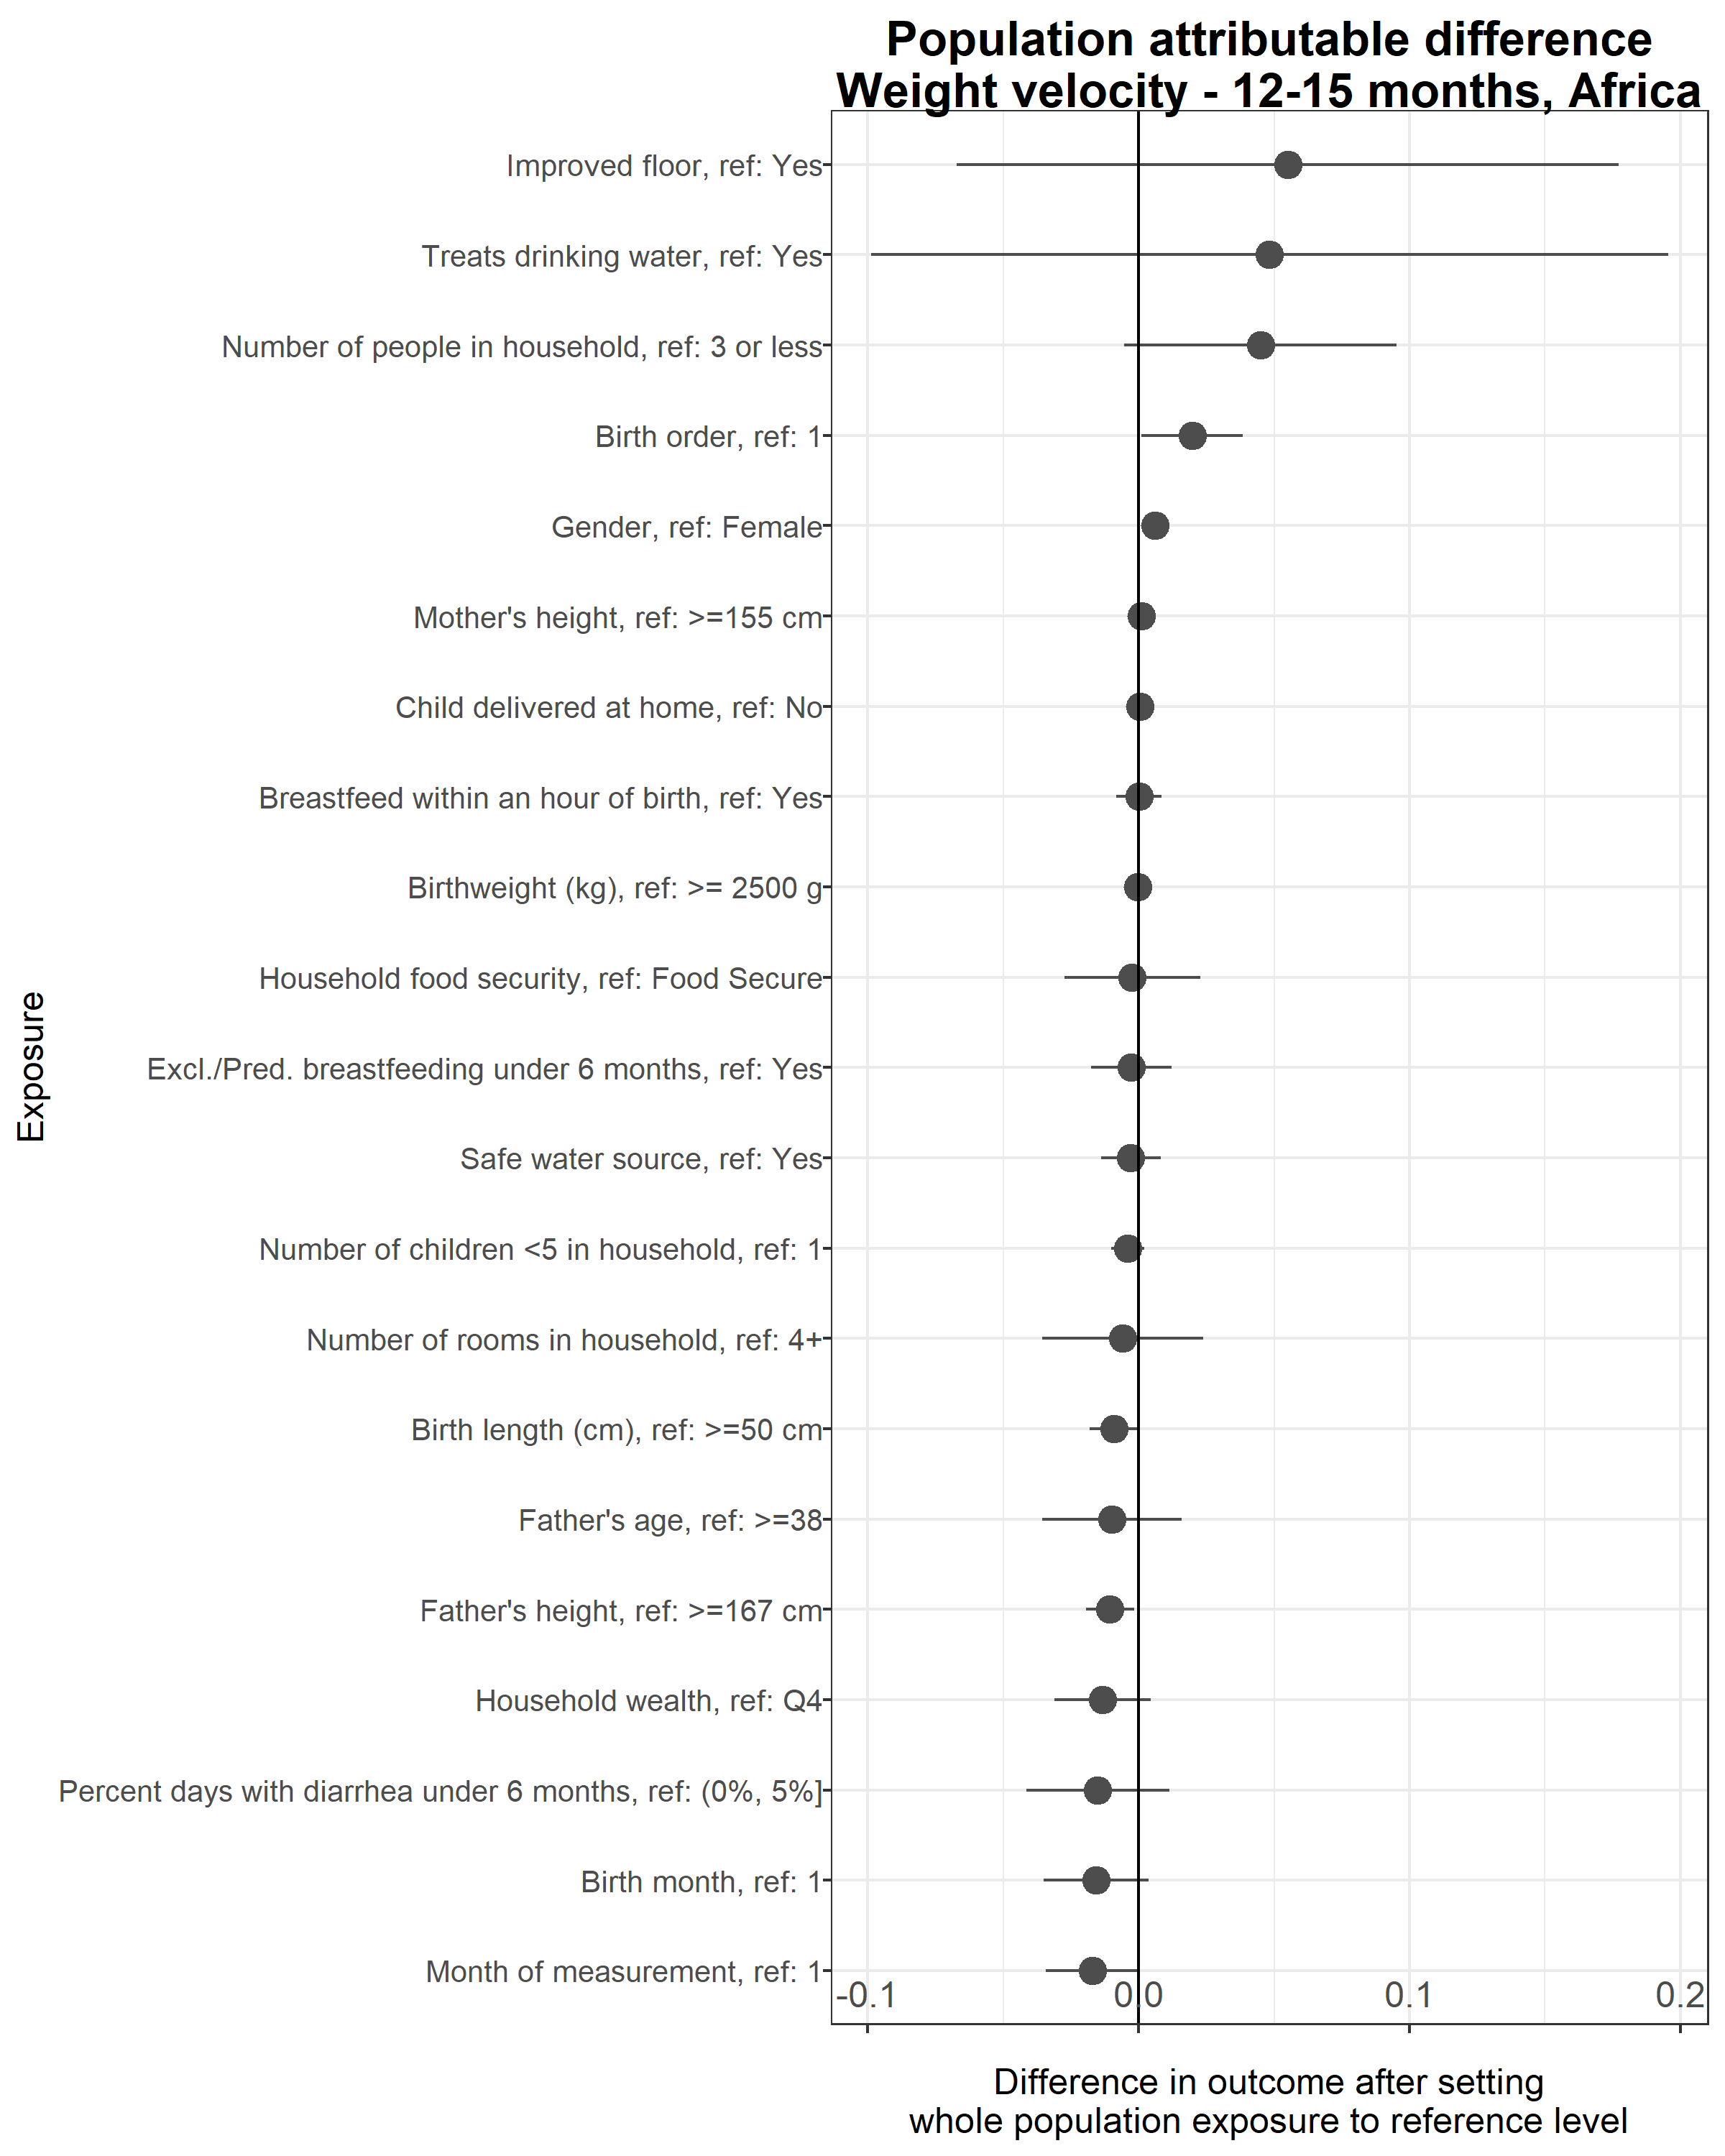 Population attributable difference
Weight velocity - 12-15 months, Africa
Improved floor, ref: Yes
Treats drinking water, ref: Yes
Number of people in household, ref: 3 or less
Birth order, ref: 1
Gender, ref: Female
Mother's height, ref: >=155 cm
Child delivered at home, ref: No
Breastfeed within an hour of birth, ref: Yes
Birthweight (kg), ref: >= 2500 g
Household food security, ref: Food Secure
Excl./Pred. breastfeeding under 6 months, ref: Yes
Safe water source, ref: Yes
Number of children <5 in household, ref: 1
Number of rooms in household, ref: 4+
Birth length (cm), ref: >=50 cm
Father's age, ref: >=38
Father's height, ref: >=167 cm
Household wealth, ref: Q4
Percent days with diarrhea under 6 months, ref: (0%, 5%]
Birth month, ref: 1
Month of measurement, ref: 1
Exposure
-0.1 0.0 0.1 0.2
Difference in outcome after setting
whole population exposure to reference level